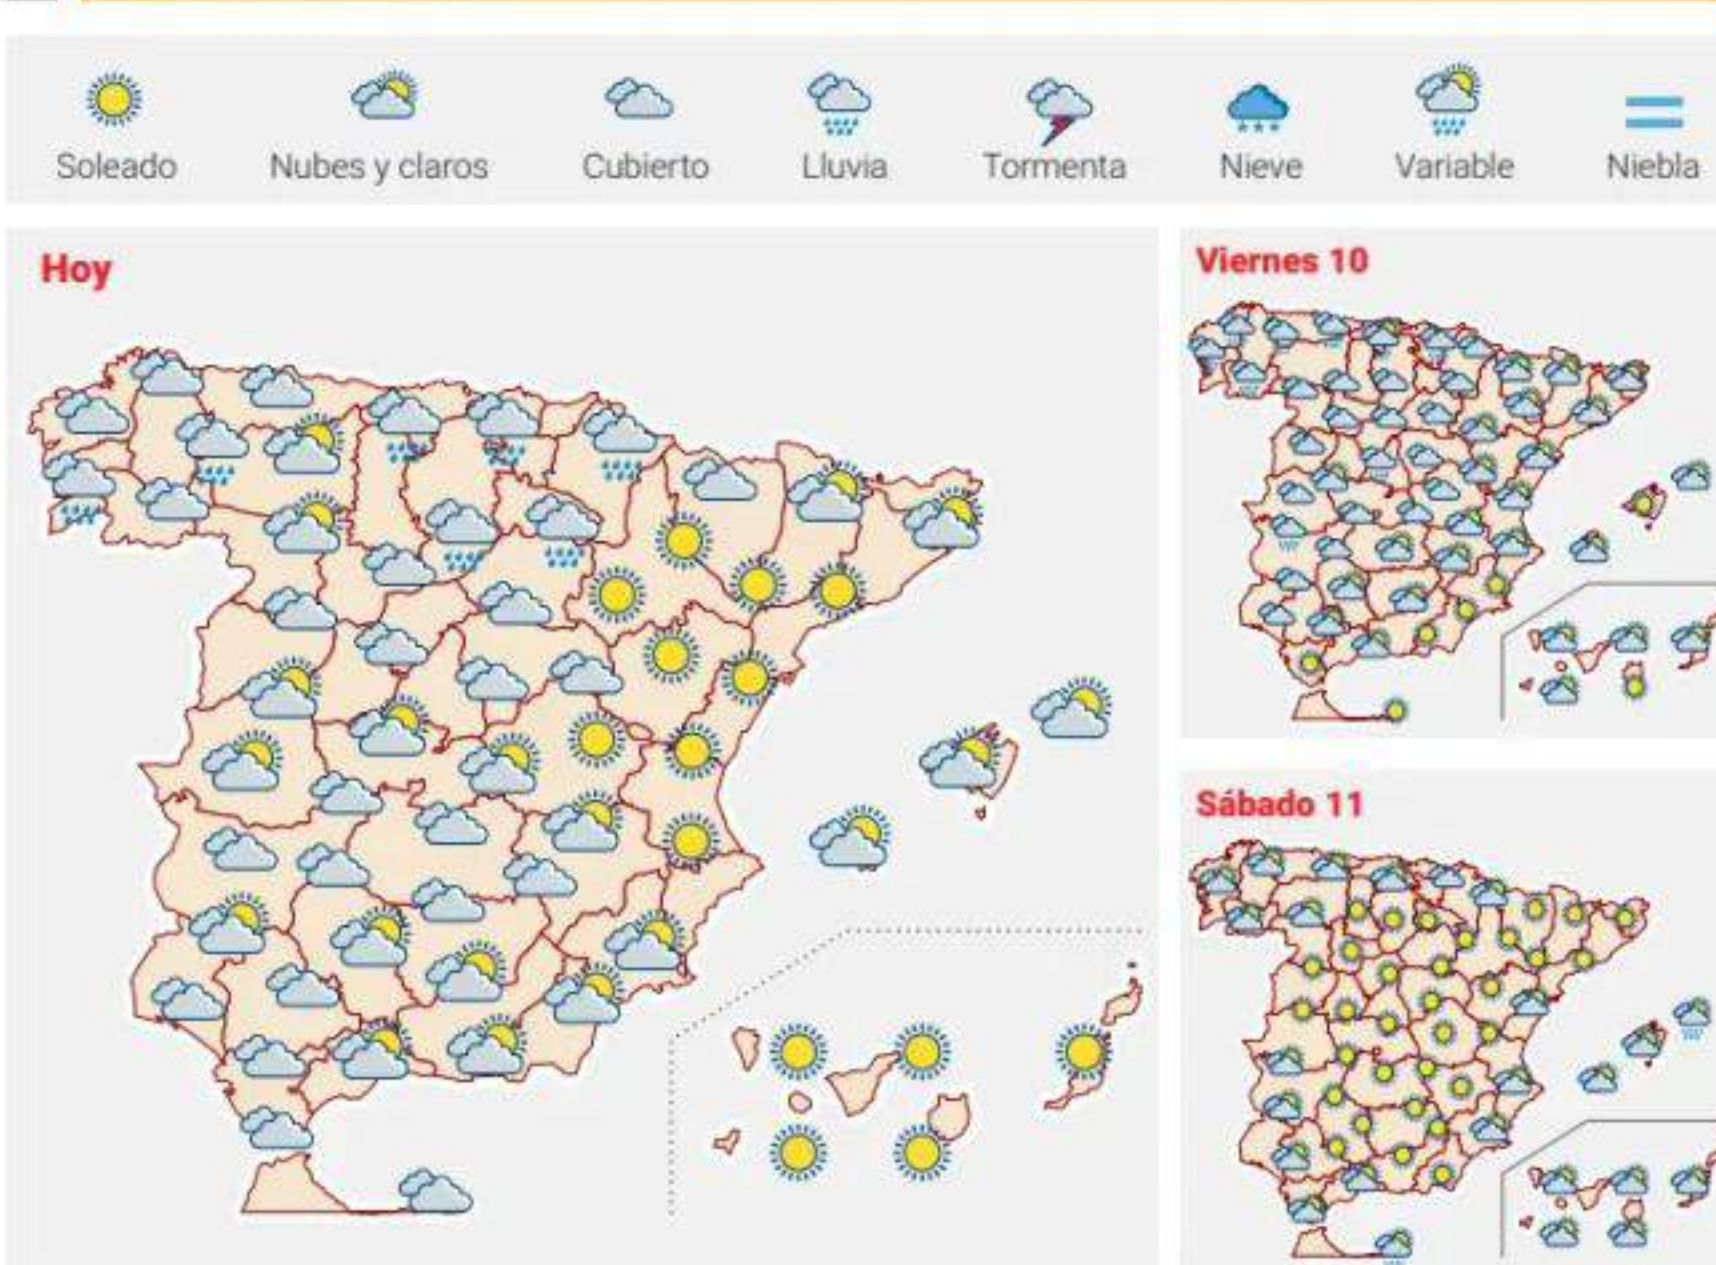 Soleado
Nubes y claros
Cubierto
Lluvia
Tormenta
Nieve
Variable
Niebla
Hoy
Viernes 10
Sábado 11